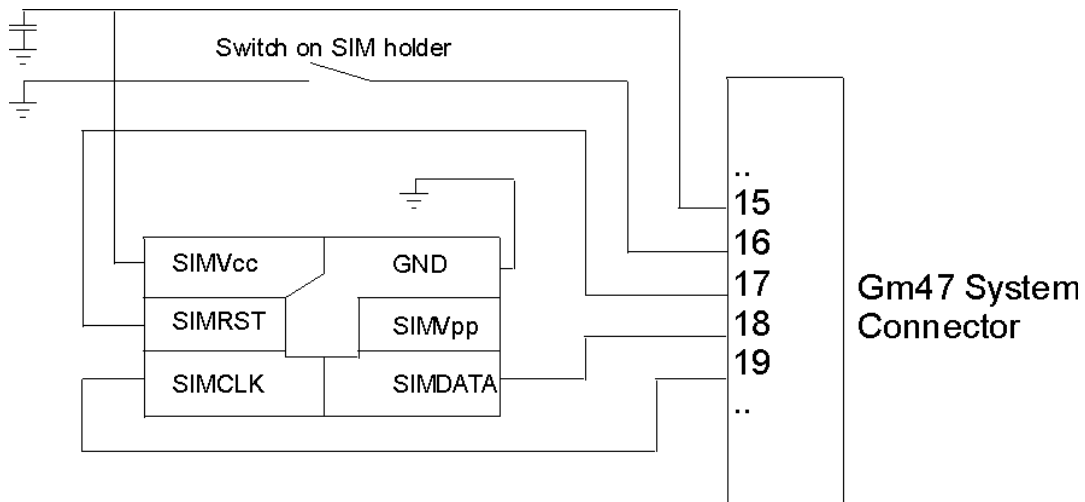 Switch on SIM holder
..
15
16
17
18
19
..
Gm47 System
Connector
SIMVcc
GND
SIMRST
SIMVpp
SIMCLK
SIMDATA